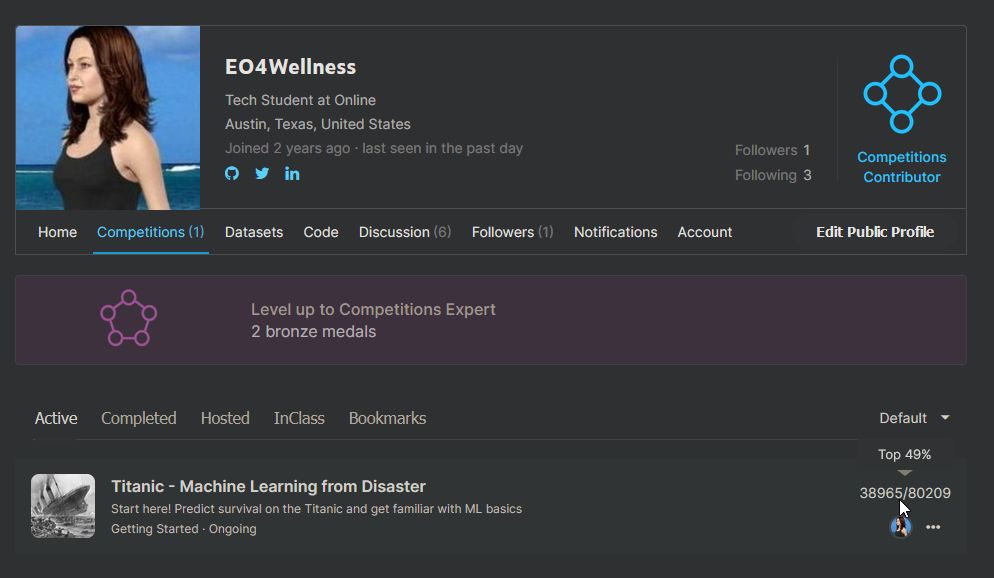 EO4Wellness
Tech Student at Online
Austin, Texas, United States
Joined 2 years ago · last seen in the past day
Followers 1
Following 3
Competitions
Contributor
Home Competitions (1) Datasets Code Discussion (6) Followers (1) Notifications Account Edit Public Profile
Level up to Competitions Expert
2 bronze medals
Active Completed Hosted InClass Bookmarks Default
Top 49%
Titanic - Machine Learning from Disaster
38965/80209
Start here! Predict survival on the Titanic and get familiar with ML basics
Getting Started · Ongoing